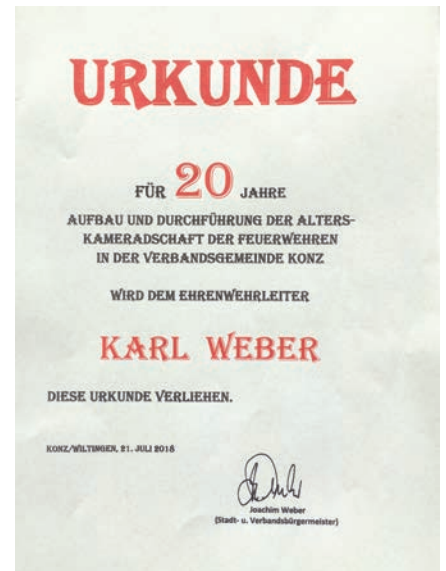 URKUNDE
FÜR 20 JAHRE
AUFBAU UND DURCHFÜHRUNG DER ALTERS-
KAMERADSCHAFT DER FEUERWEHREN
IN DER VERBANDSGEMEINDE KONZ
WIRD DEM EHRENWEHRLEITER
KARL WEBER
DIESE URKUNDE VERLIEHEN.
KONZ/WILTINGEN, 21. JULI 2018
Joachim Weber
(Stadt- u. Verbandsbürgermeister)